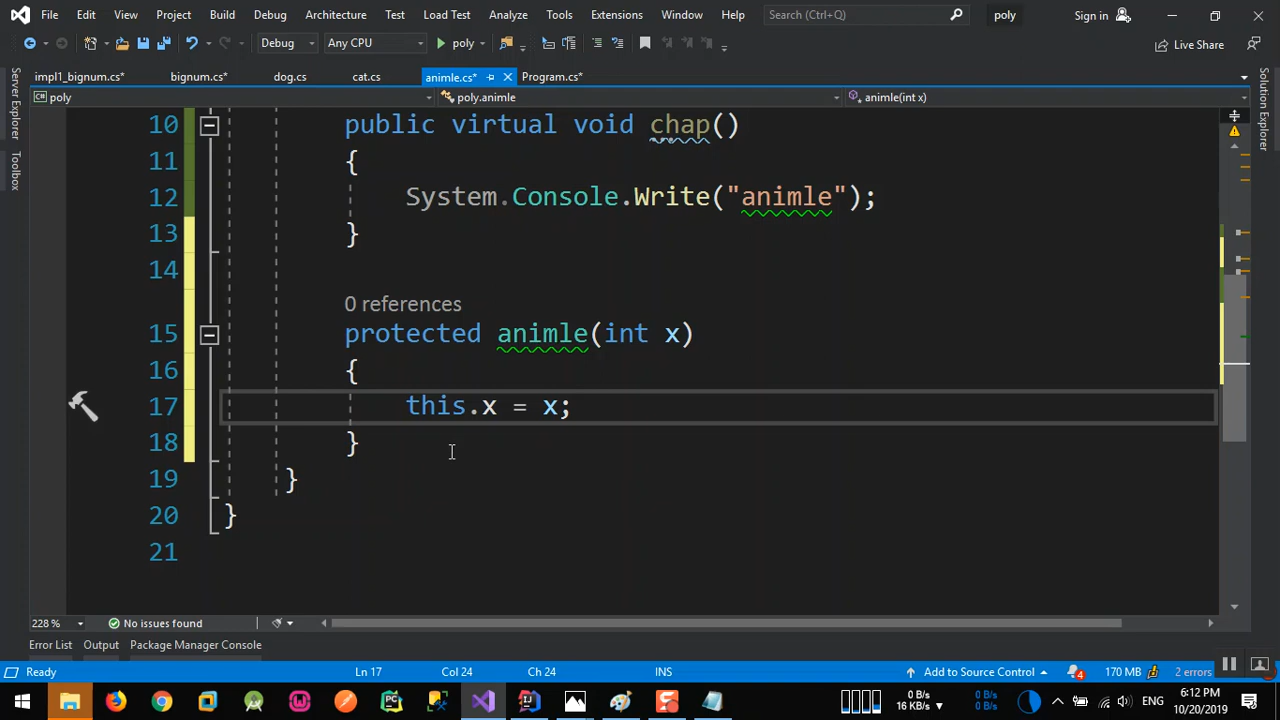 File Edit View Project Build Debug Architecture Test Load Test Analyze Tools Extensions Window Help Search (Ctrl+Q) poly Sign in
Debug Any CPU poly Live Share
impl1_bignum.cs* bignum.cs* dog.cs cat.cs animle.cs* Program.cs*
poly poly.animle animle(int x)
Server Explorer
Toolbox
Solution Explorer
10 public virtual void chap()
11 {
12 System.Console.Write("animle");
13 }
14
0 references
15 protected animle(int x)
16 {
17 this.x = x;
18 }
19 }
20 }
21
228 % No issues found
Error List Output Package Manager Console
Ready Ln 17 Col 24 Ch 24 INS Add to Source Control 4 170 MB 2 errors
0 B/s 0 B/s 6:12 PM
16 KB/s 0 B/s ENG 10/20/2019